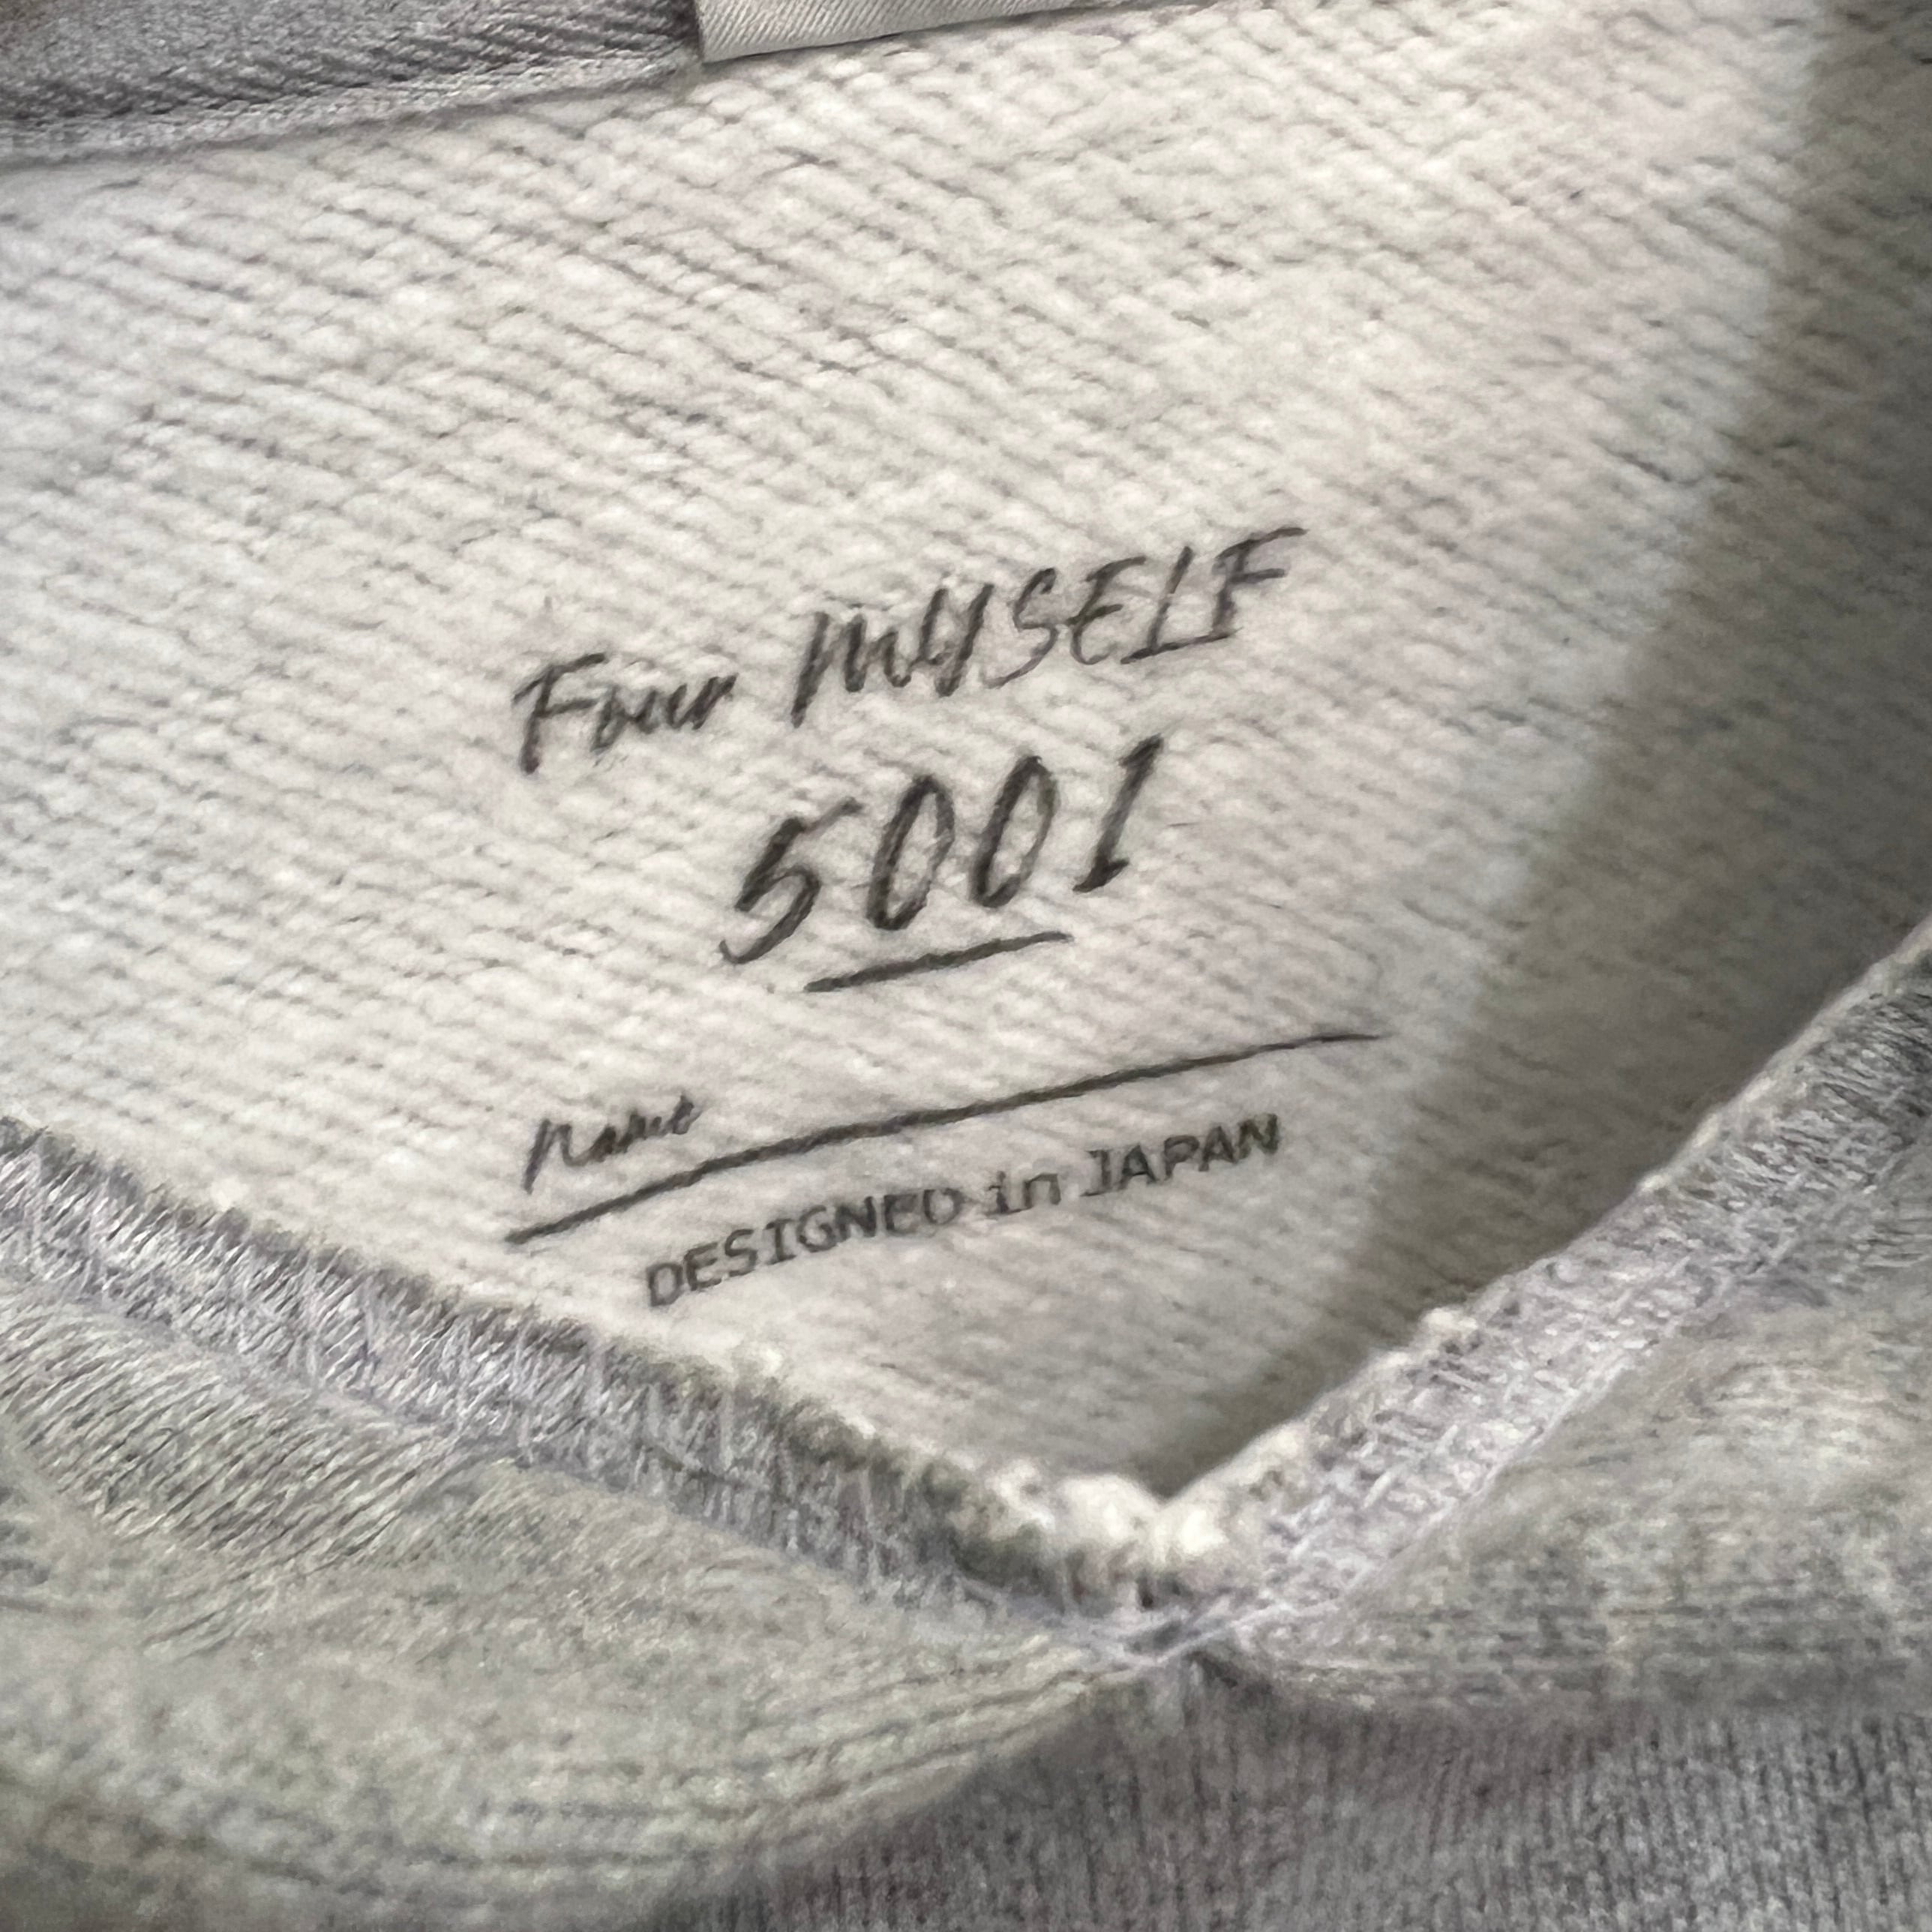 Four MYSELF
5001
Name
DESIGNED in JAPAN